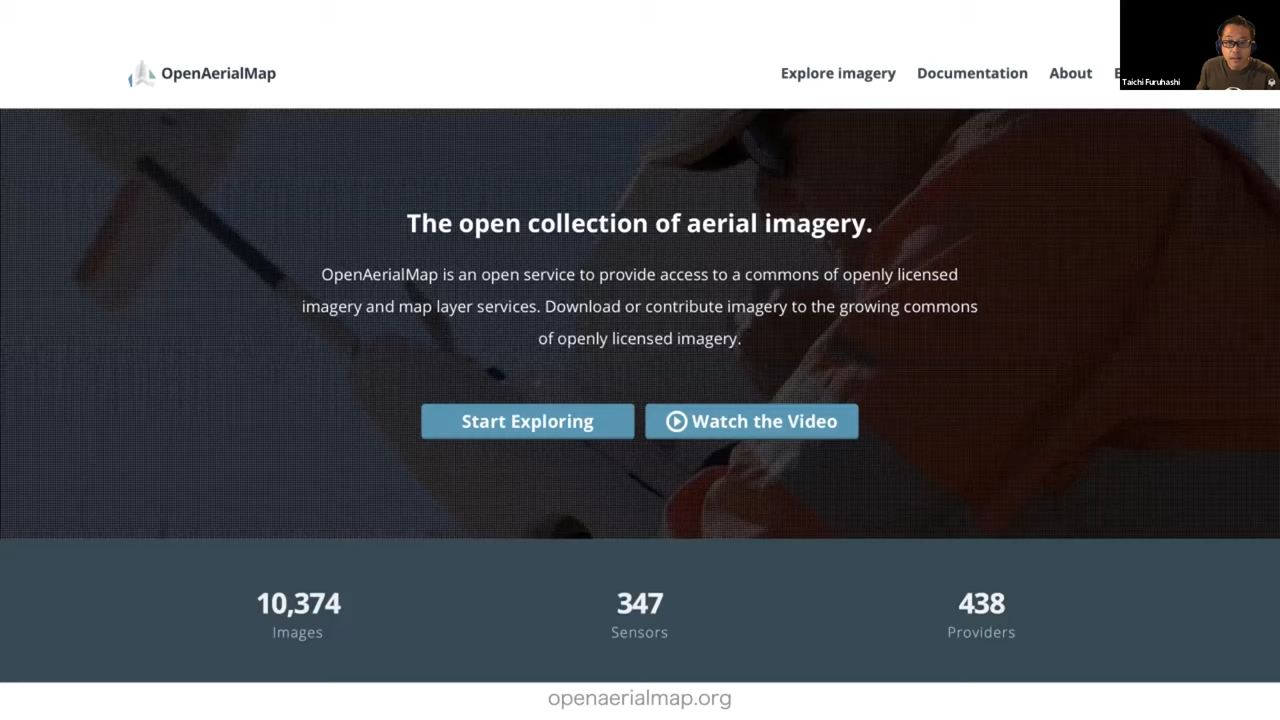 OpenAerialMap
Explore imagery
Documentation
About
Taichi Furuhashi
The open collection of aerial imagery.
OpenAerialMap is an open service to provide access to a commons of openly licensed
imagery and map layer services. Download or contribute imagery to the growing commons
of openly licensed imagery.
Start Exploring
Watch the Video
10,374
Images
347
Sensors
438
Providers
openaerialmap.org